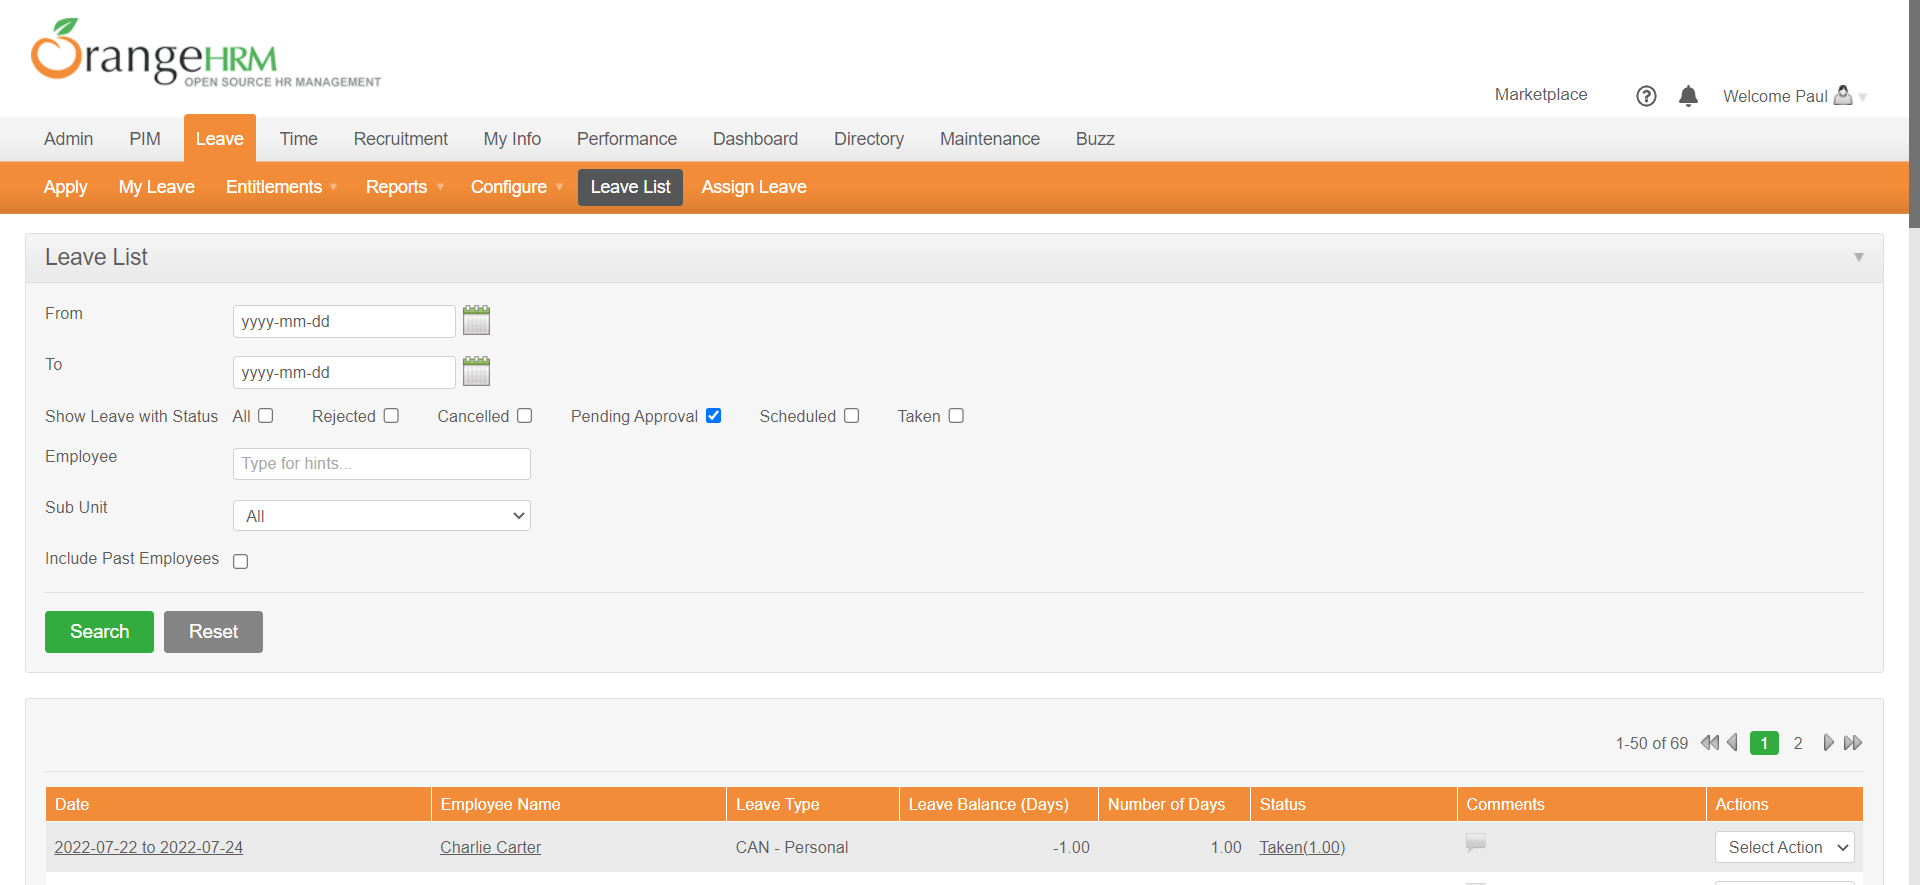 OrangeHRM
OPEN SOURCE HR MANAGEMENT
Marketplace
Welcome Paul
Admin PIM Leave Time Recruitment My Info Performance Dashboard Directory Maintenance Buzz
Apply My Leave Entitlements Reports Configure Leave List Assign Leave
Leave List
From
yyyy-mm-dd
To
yyyy-mm-dd
Show Leave with Status All Rejected Cancelled Pending Approval Scheduled Taken
Employee
Type for hints...
Sub Unit
All
Include Past Employees
Search Reset
1-50 of 69 1 2
Date Employee Name Leave Type Leave Balance (Days) Number of Days Status Comments Actions
2022-07-22 to 2022-07-24 Charlie Carter CAN - Personal -1.00 1.00 Taken(1.00) Select Action